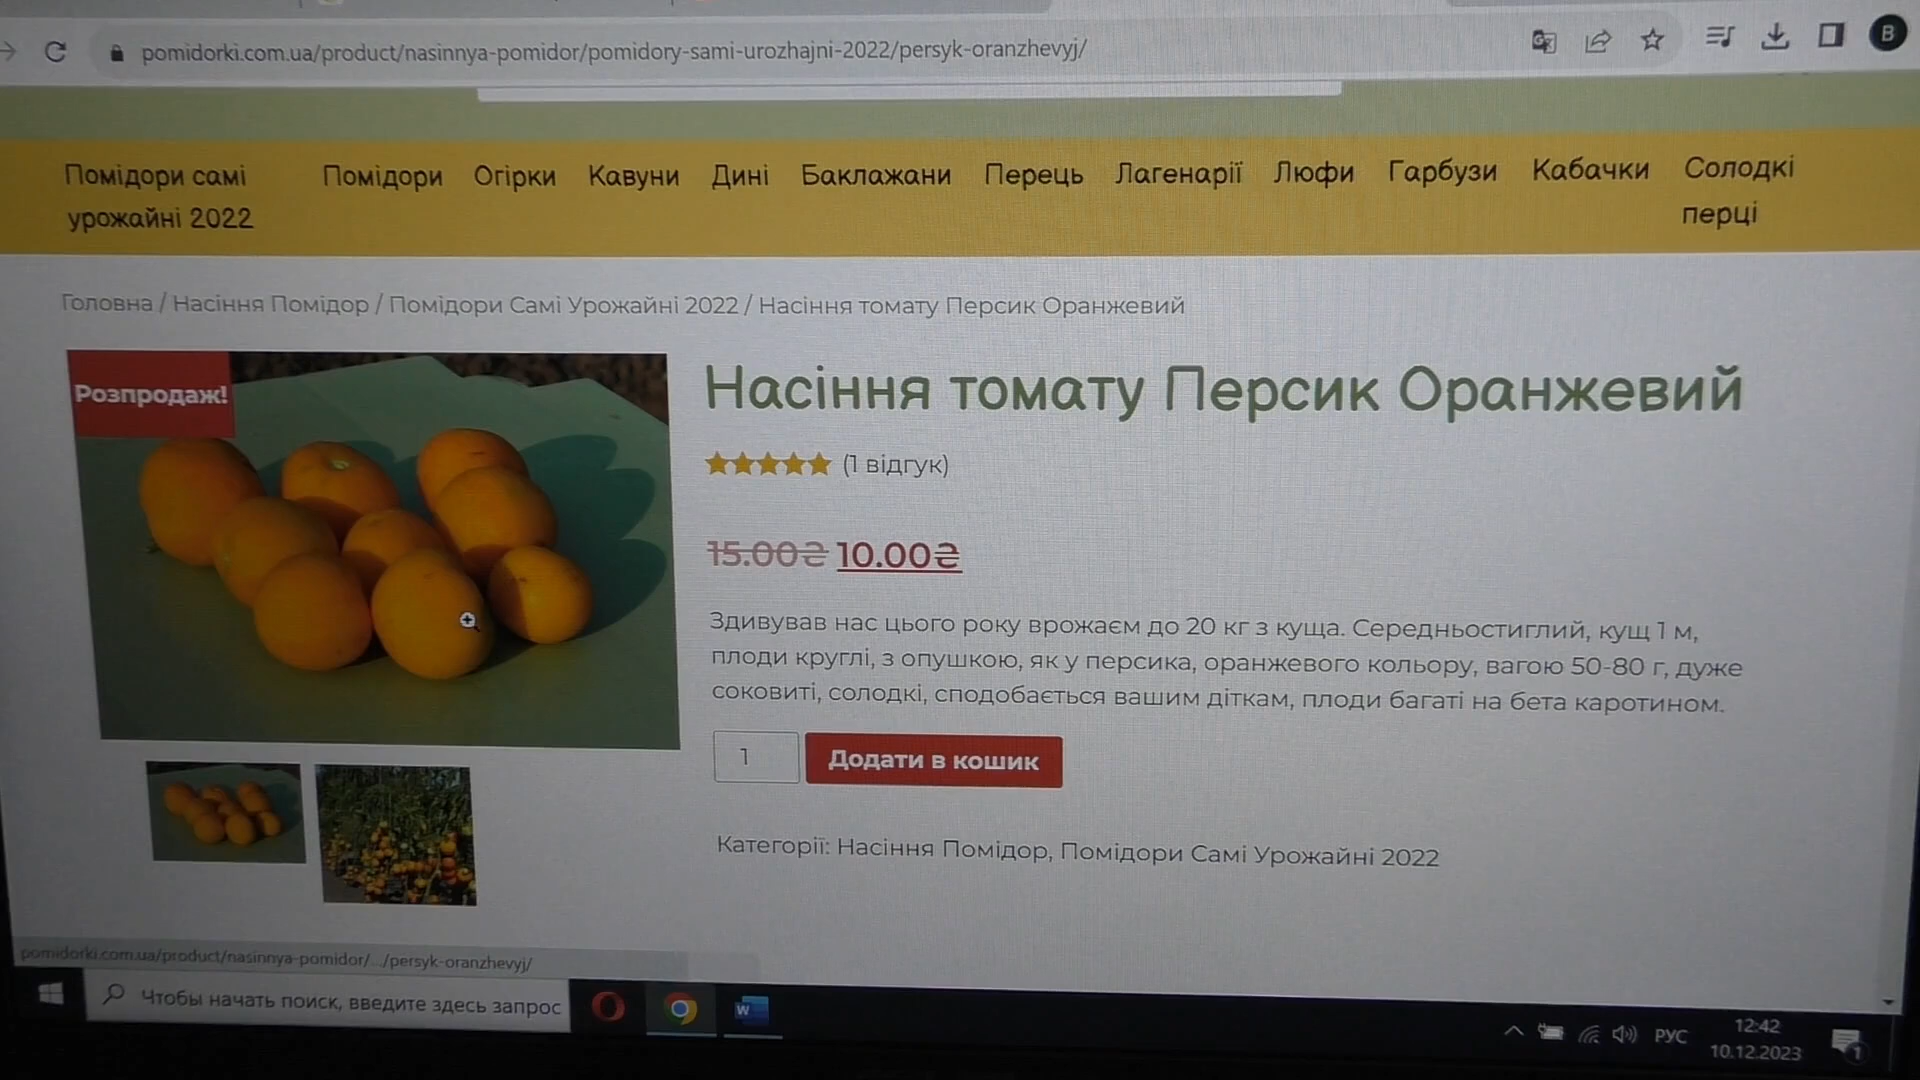 pomidorki.com.ua/product/nasinnya-pomidor/pomidory-sami-urozhajni-2022/persyk-oranzhevyj/
B
Помідори самі урожайні 2022
Помідори
Огірки
Кавуни
Дині
Баклажани
Перець
Лагенарії
Люфи
Гарбузи
Кабачки
Солодкі перці
Головна / Насіння Помідор / Помідори Самі Урожайні 2022 / Насіння томату Персик Оранжевий
Розпродаж!
Насіння томату Персик Оранжевий
(1 відгук)
15.00₴ 10.00₴
Здивував нас цього року врожаєм до 20 кг з куща. Середньостиглий, кущ 1 м,
плоди круглі, з опушкою, як у персика, оранжевого кольору, вагою 50-80 г, дуже
соковиті, солодкі, сподобається вашим діткам, плоди багаті на бета каротином.
1
Додати в кошик
Категорії: Насіння Помідор, Помідори Самі Урожайні 2022
pomidorki.com.ua/product/nasinnya-pomidor/.../persyk-oranzhevyj/
Чтобы начать поиск, введите здесь запрос
W
РУС
12:42
10.12.2023
1